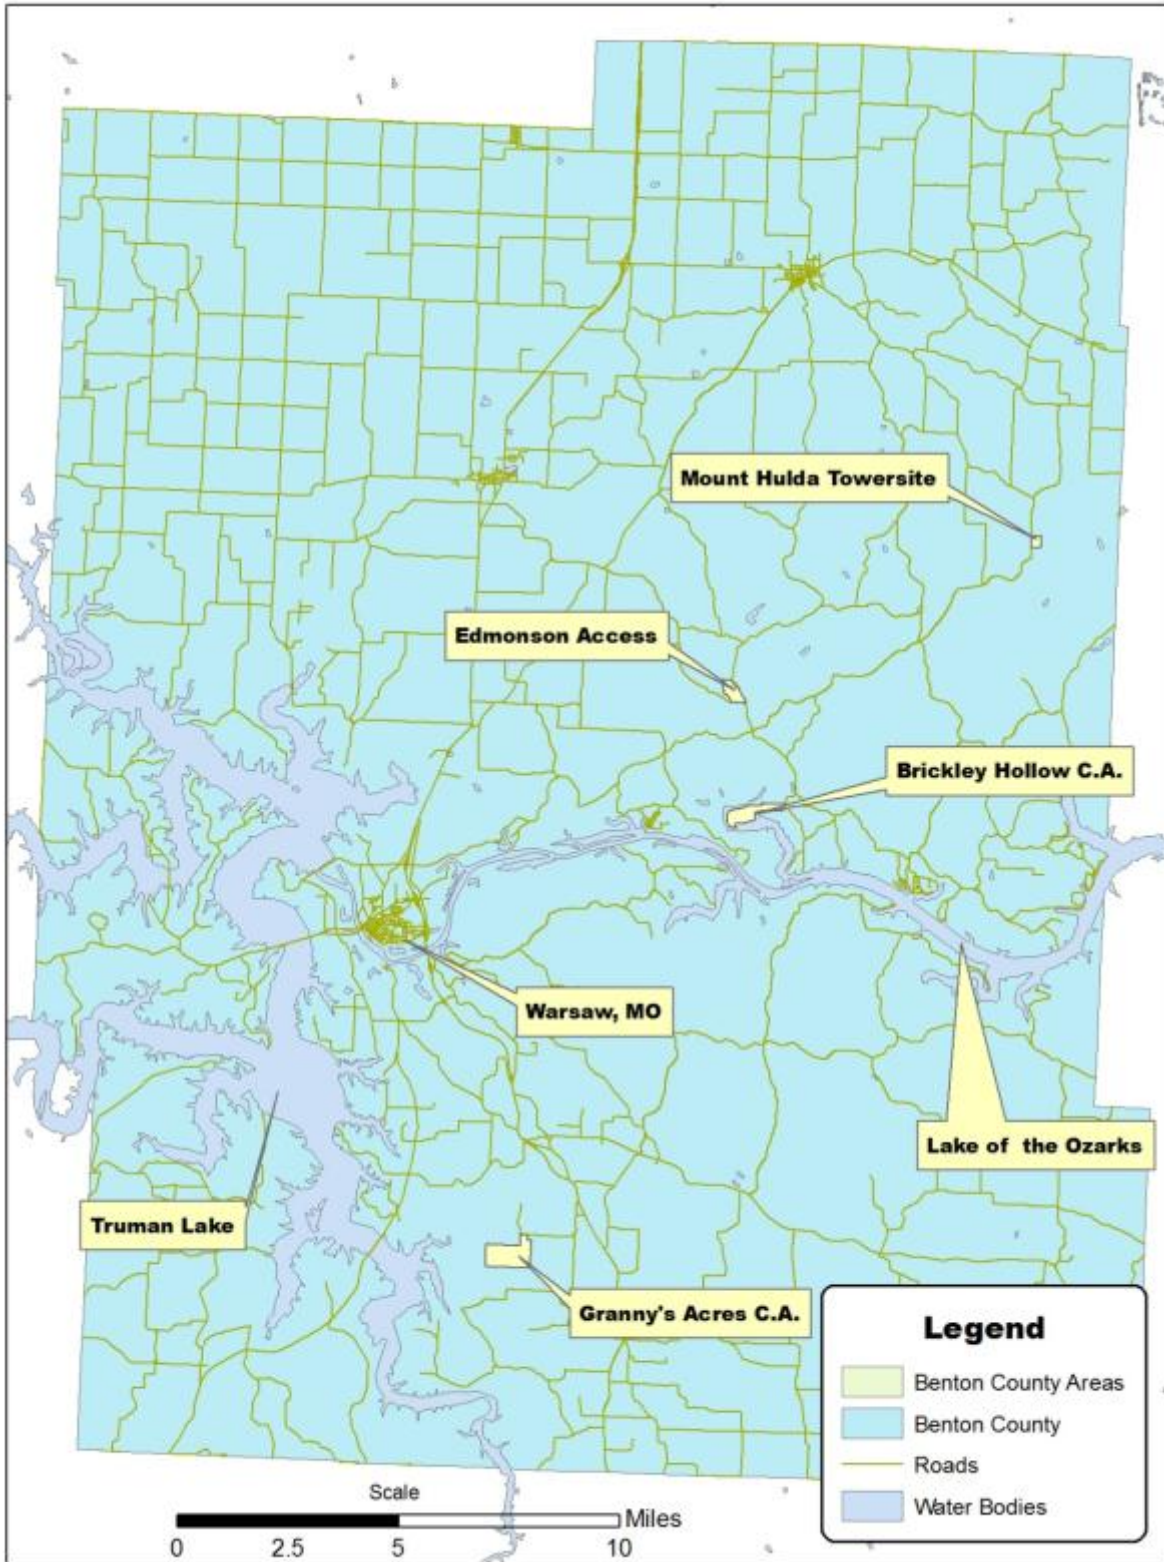 Mount Hulda Towersite
Edmonson Access
Brickley Hollow C.A.
Warsaw, MO
Lake of the Ozarks
Truman Lake
Granny's Acres C.A.
Legend
Benton County Areas
Benton County
Roads
Water Bodies
Scale
Miles
0 2.5 5 10